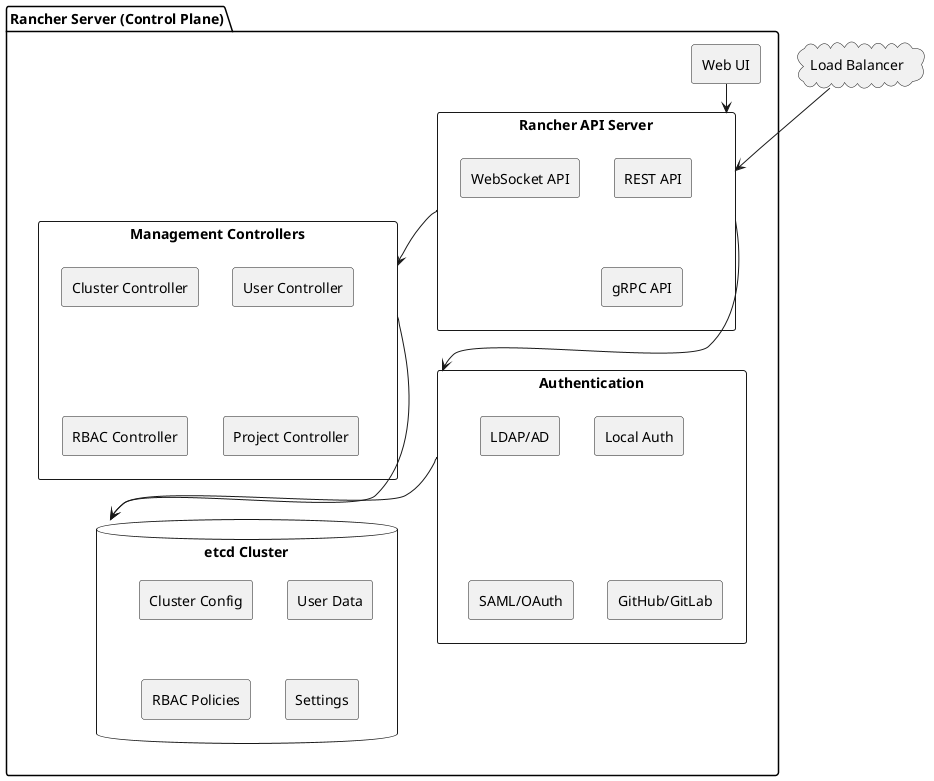 Rancher Server (Control Plane)
Web UI
Load Balancer
Rancher API Server
WebSocket API
REST API
gRPC API
Management Controllers
Cluster Controller
User Controller
RBAC Controller
Project Controller
Authentication
LDAP/AD
Local Auth
SAML/OAuth
GitHub/GitLab
etcd Cluster
Cluster Config
User Data
RBAC Policies
Settings